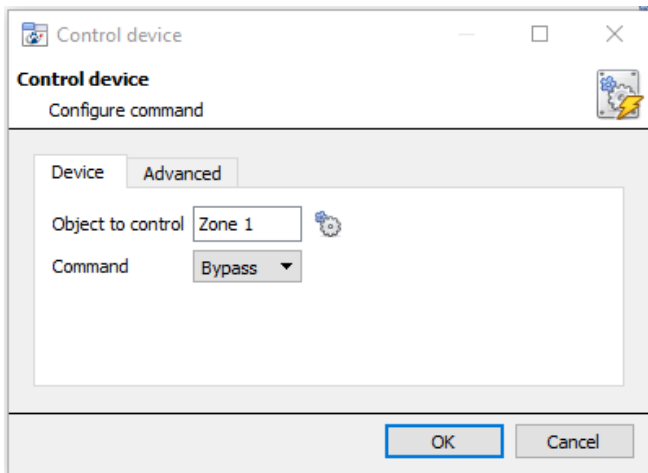 Control device
Control device
Configure command
Device Advanced
Object to control Zone 1
Command Bypass
OK Cancel